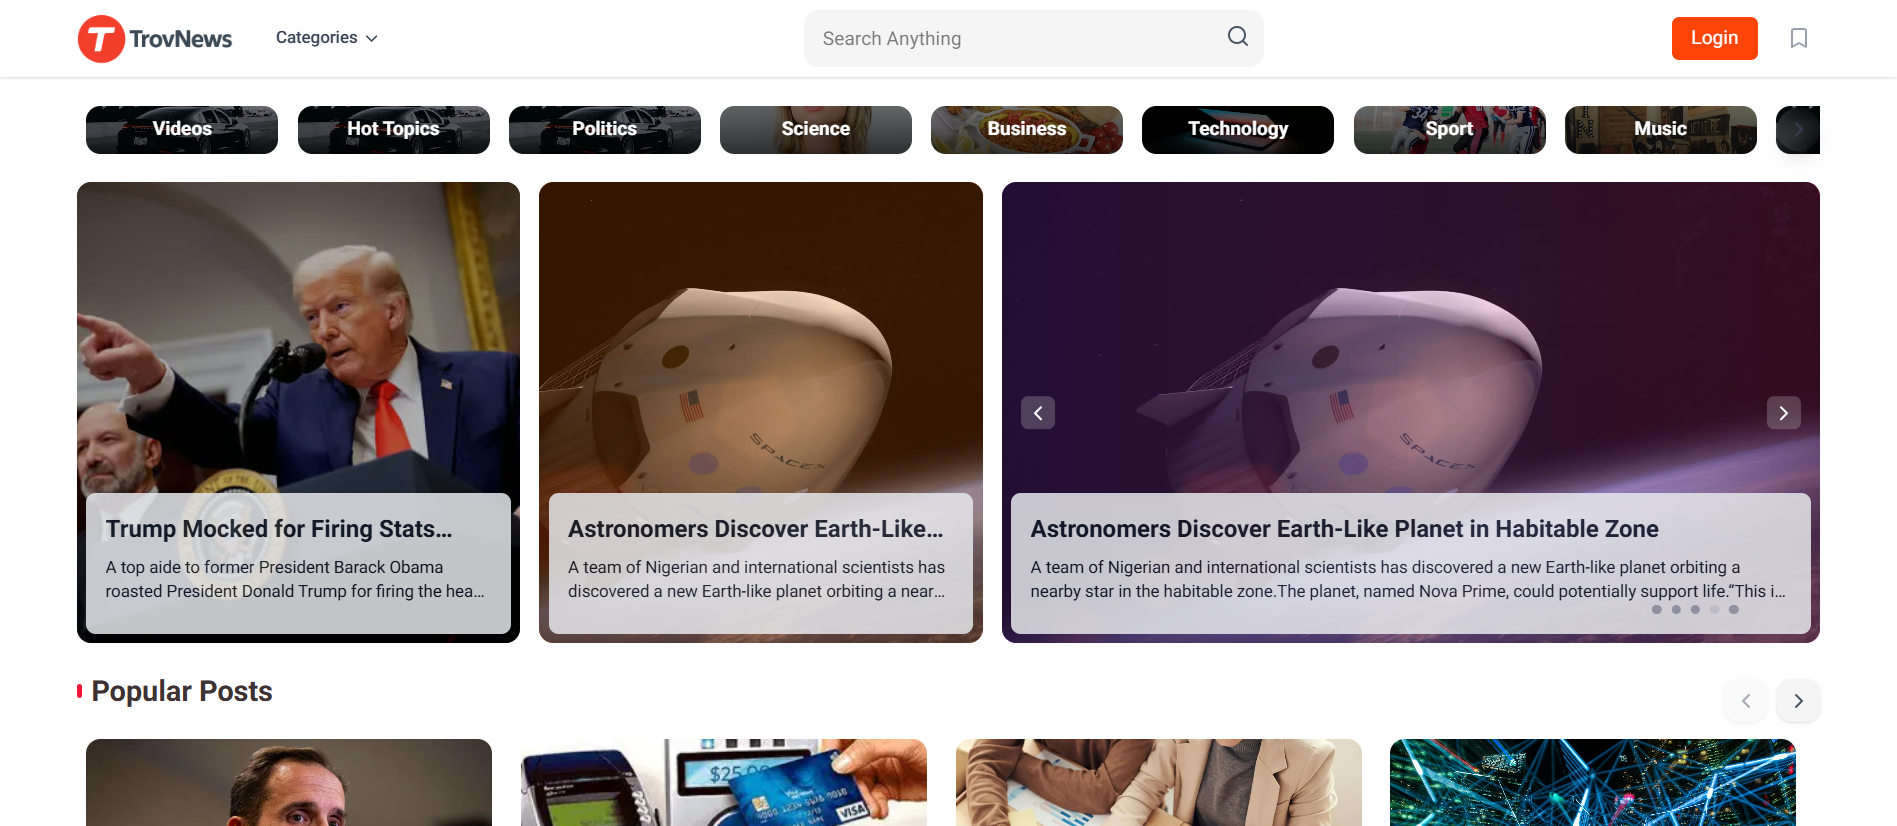 T TrovNews
Categories
Search Anything
Login
Videos
Hot Topics
Politics
Science
Business
Technology
Sport
Music
SPACEX
SPACEX
Trump Mocked for Firing Stats...
A top aide to former President Barack Obama
roasted President Donald Trump for firing the hea...
Astronomers Discover Earth-Like...
A team of Nigerian and international scientists has
discovered a new Earth-like planet orbiting a near...
Astronomers Discover Earth-Like Planet in Habitable Zone
A team of Nigerian and international scientists has discovered a new Earth-like planet orbiting a
nearby star in the habitable zone.The planet, named Nova Prime, could potentially support life.“This i...
Popular Posts
VISA